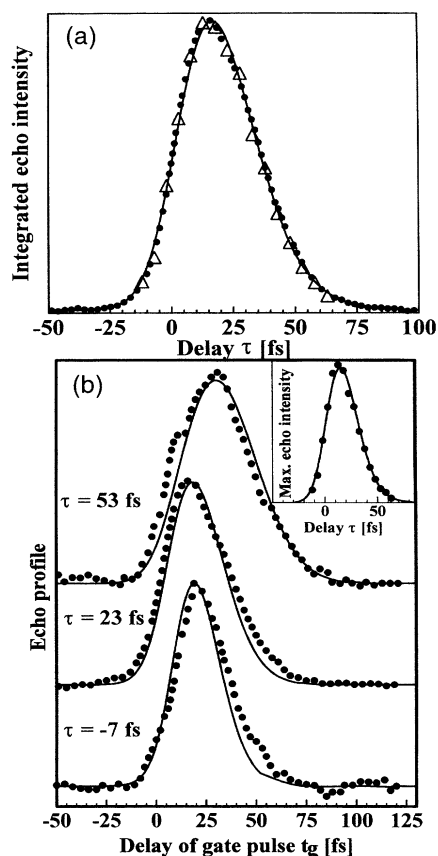 (a)
Integrated echo intensity
-50 -25 0 25 50 75 100
Delay τ [fs]
(b)
Max. echo intensity
0 50
Delay τ [fs]
τ = 53 fs
τ = 23 fs
τ = -7 fs
Echo profile
-50 -25 0 25 50 75 100 125
Delay of gate pulse tg [fs]